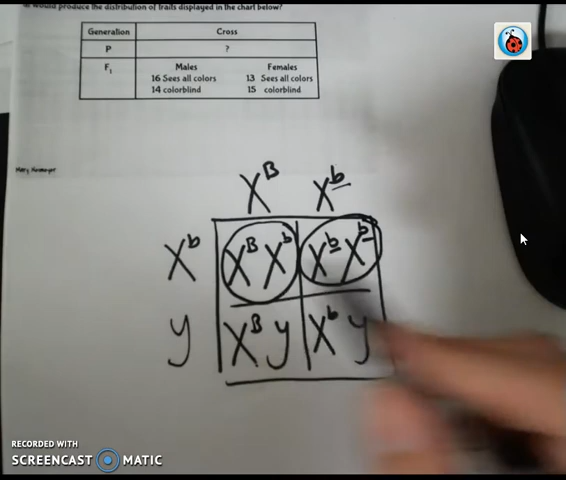 would produce the distribution of traits displayed in the chart below?
Generation Cross
P ?
F₁ Males Females
16 Sees all colors 13 Sees all colors
14 colorblind 15 colorblind
X^B X^b
X^b X^B X^b X^b X^b
y X^B y X^b y
RECORDED WITH
SCREENCAST MATIC